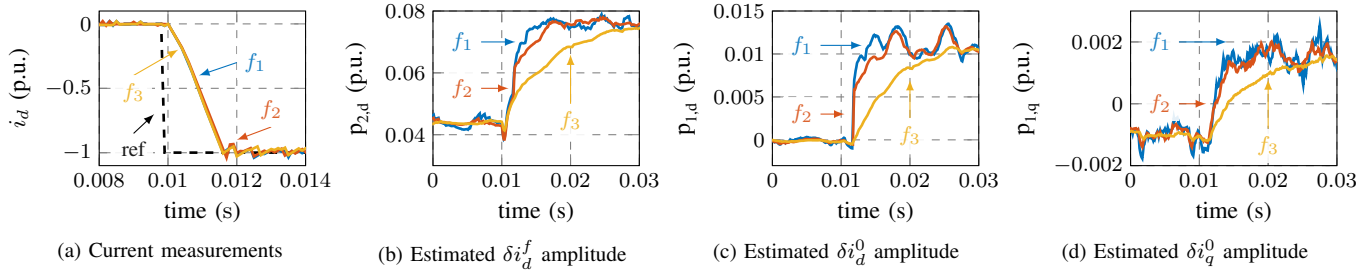 0
−0.5
−1
0.008
0.01
0.012
0.014
i_d (p.u.)
time (s)
f_1
f_2
f_3
ref
(a) Current measurements
0.08
0.06
0.04
0
0.01
0.02
0.03
p_{2,d}
time (s)
f_1
f_2
f_3
(b) Estimated δi_d^f amplitude
0.015
0.01
0.005
0
0
0.01
0.02
0.03
p_{1,d}
time (s)
f_1
f_2
f_3
(c) Estimated δi_d^0 amplitude
0.002
0
−0.002
0
0.01
0.02
0.03
p_{1,q}
time (s)
f_1
f_2
f_3
(d) Estimated δi_q^0 amplitude